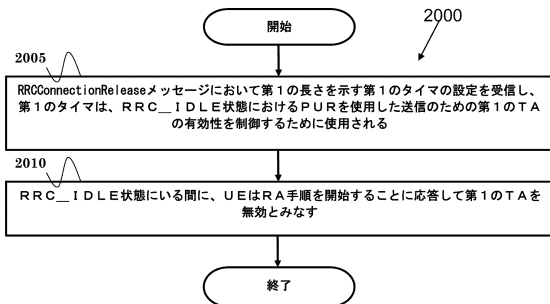 開始
2000
2005
RRCConnectionReleaseメッセージにおいて第1の長さを示す第1のタイマの設定を受信し、
第1のタイマは、RRC＿IDLE状態におけるPURを使用した送信のための第1のTA
の有効性を制御するために使用される
2010
RRC＿IDLE状態にいる間に、UEはRA手順を開始することに応答して第1のTAを
無効とみなす
終了